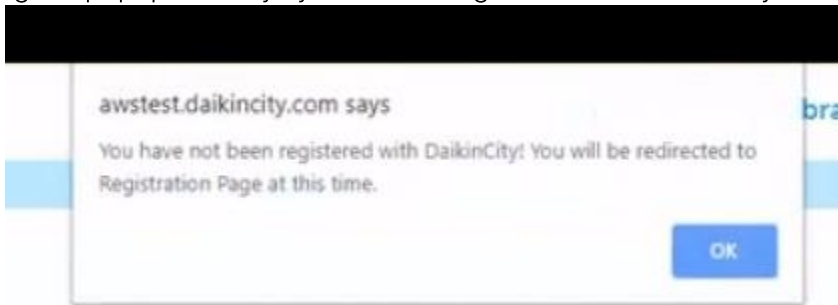 awstest.daikincity.com says
bra
You have not been registered with DaikinCity! You will be redirected to
Registration Page at this time.
OK